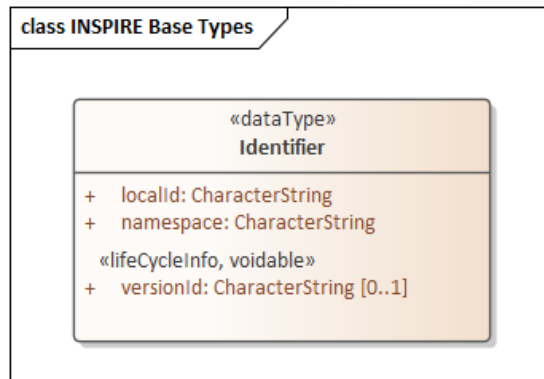 class INSPIRE Base Types
«dataType»
Identifier
+ localId: CharacterString
+ namespace: CharacterString
«lifeCycleInfo, voidable»
+ versionId: CharacterString [0..1]